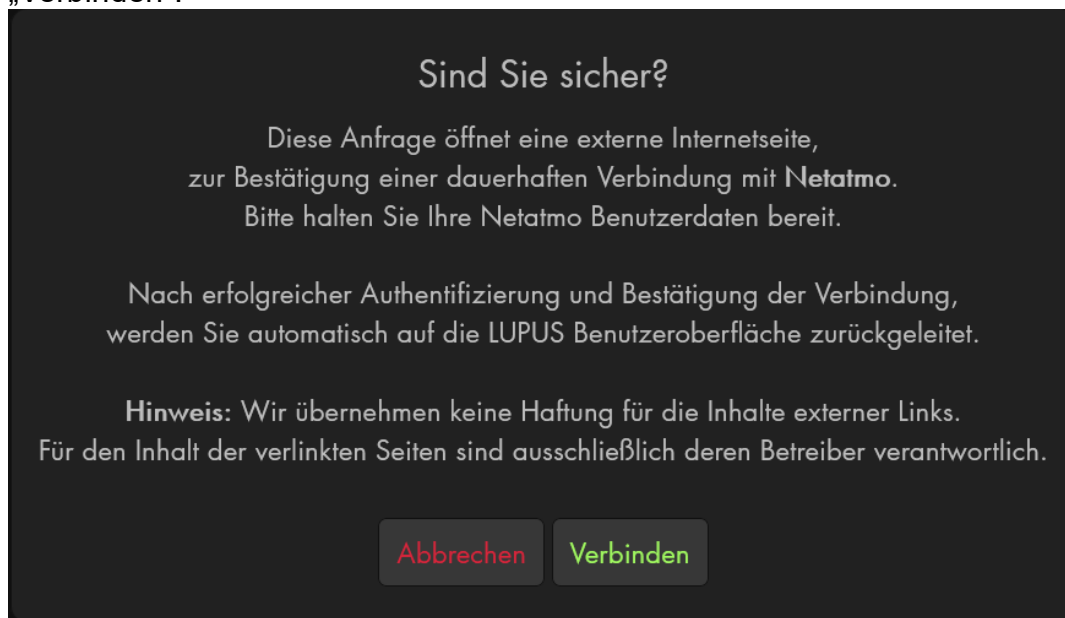 „Verbinden“.
Sind Sie sicher?
Diese Anfrage öffnet eine externe Internetseite,
zur Bestätigung einer dauerhaften Verbindung mit Netatmo.
Bitte halten Sie Ihre Netatmo Benutzerdaten bereit.
Nach erfolgreicher Authentifizierung und Bestätigung der Verbindung,
werden Sie automatisch auf die LUPUS Benutzeroberfläche zurückgeleitet.
Hinweis: Wir übernehmen keine Haftung für die Inhalte externer Links.
Für den Inhalt der verlinkten Seiten sind ausschließlich deren Betreiber verantwortlich.
Abbrechen Verbinden